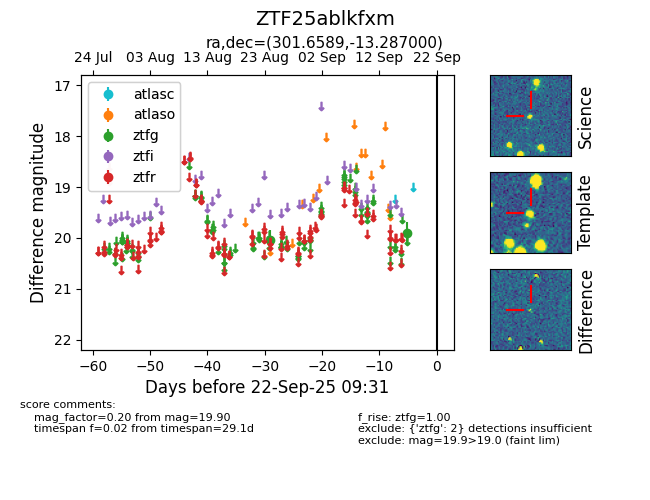 ZTF25ablkfxm
ra,dec=(301.6589,-13.287000)
24 Jul 03 Aug 13 Aug 23 Aug 02 Sep 12 Sep 22 Sep
17
18
19
20
21
22
Difference magnitude
atlasc
atlaso
ztfg
ztfi
ztfr
−60 −50 −40 −30 −20 −10 0
Days before 22-Sep-25 09:31
Science
Template
Difference
score comments:
mag_factor=0.20 from mag=19.90
timespan f=0.02 from timespan=29.1d
f_rise: ztfg=1.00
exclude: {'ztfg': 2} detections insufficient
exclude: mag=19.9>19.0 (faint lim)